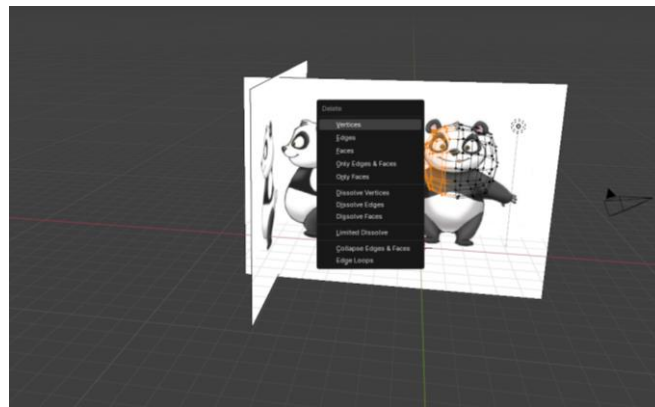 Delete
Vertices
Edges
Faces
Only Edges & Faces
Only Faces
Dissolve Vertices
Dissolve Edges
Dissolve Faces
Limited Dissolve
Collapse Edges & Faces
Edge Loops